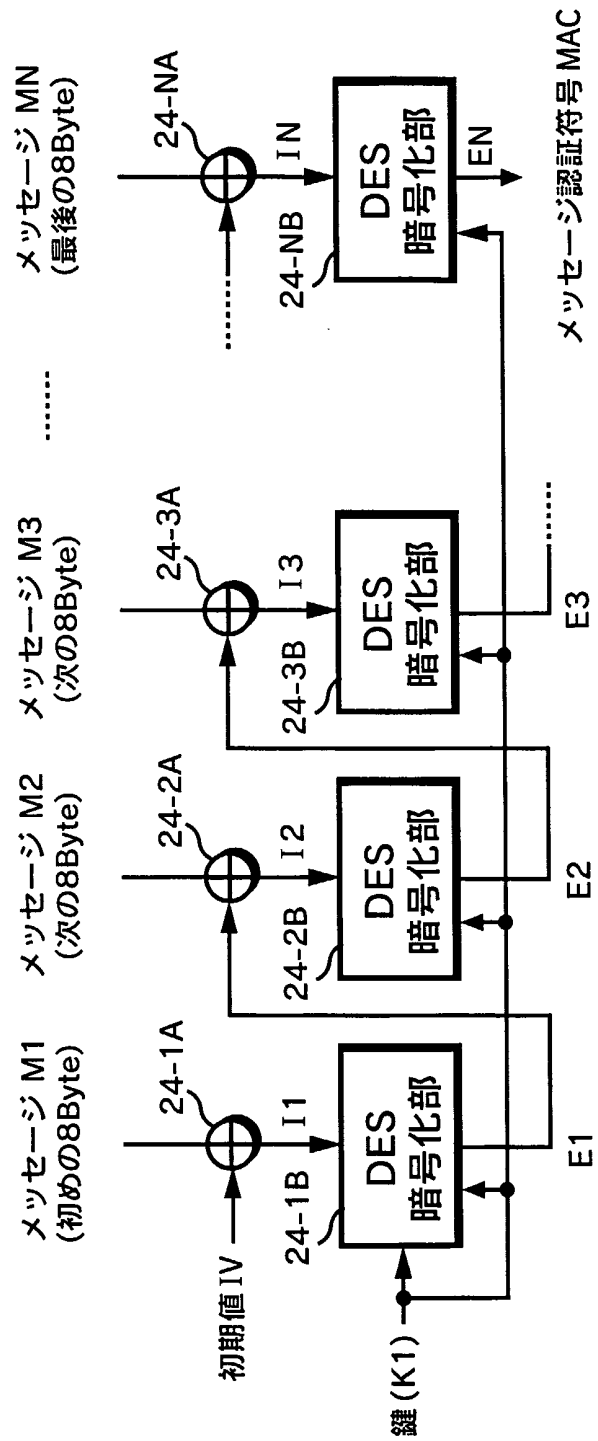 メッセージ M1
(初めの8Byte)
メッセージ M2
(次の8Byte)
メッセージ M3
(次の8Byte)
.......
メッセージ MN
(最後の8Byte)
初期値IV
24-1A
I1
24-2A
I2
24-3A
I3
24-NA
IN
24-1B
DES
暗号化部
24-2B
DES
暗号化部
24-3B
DES
暗号化部
24-NB
DES
暗号化部
鍵(K1)
E1
E2
E3
EN
メッセージ認証符号MAC